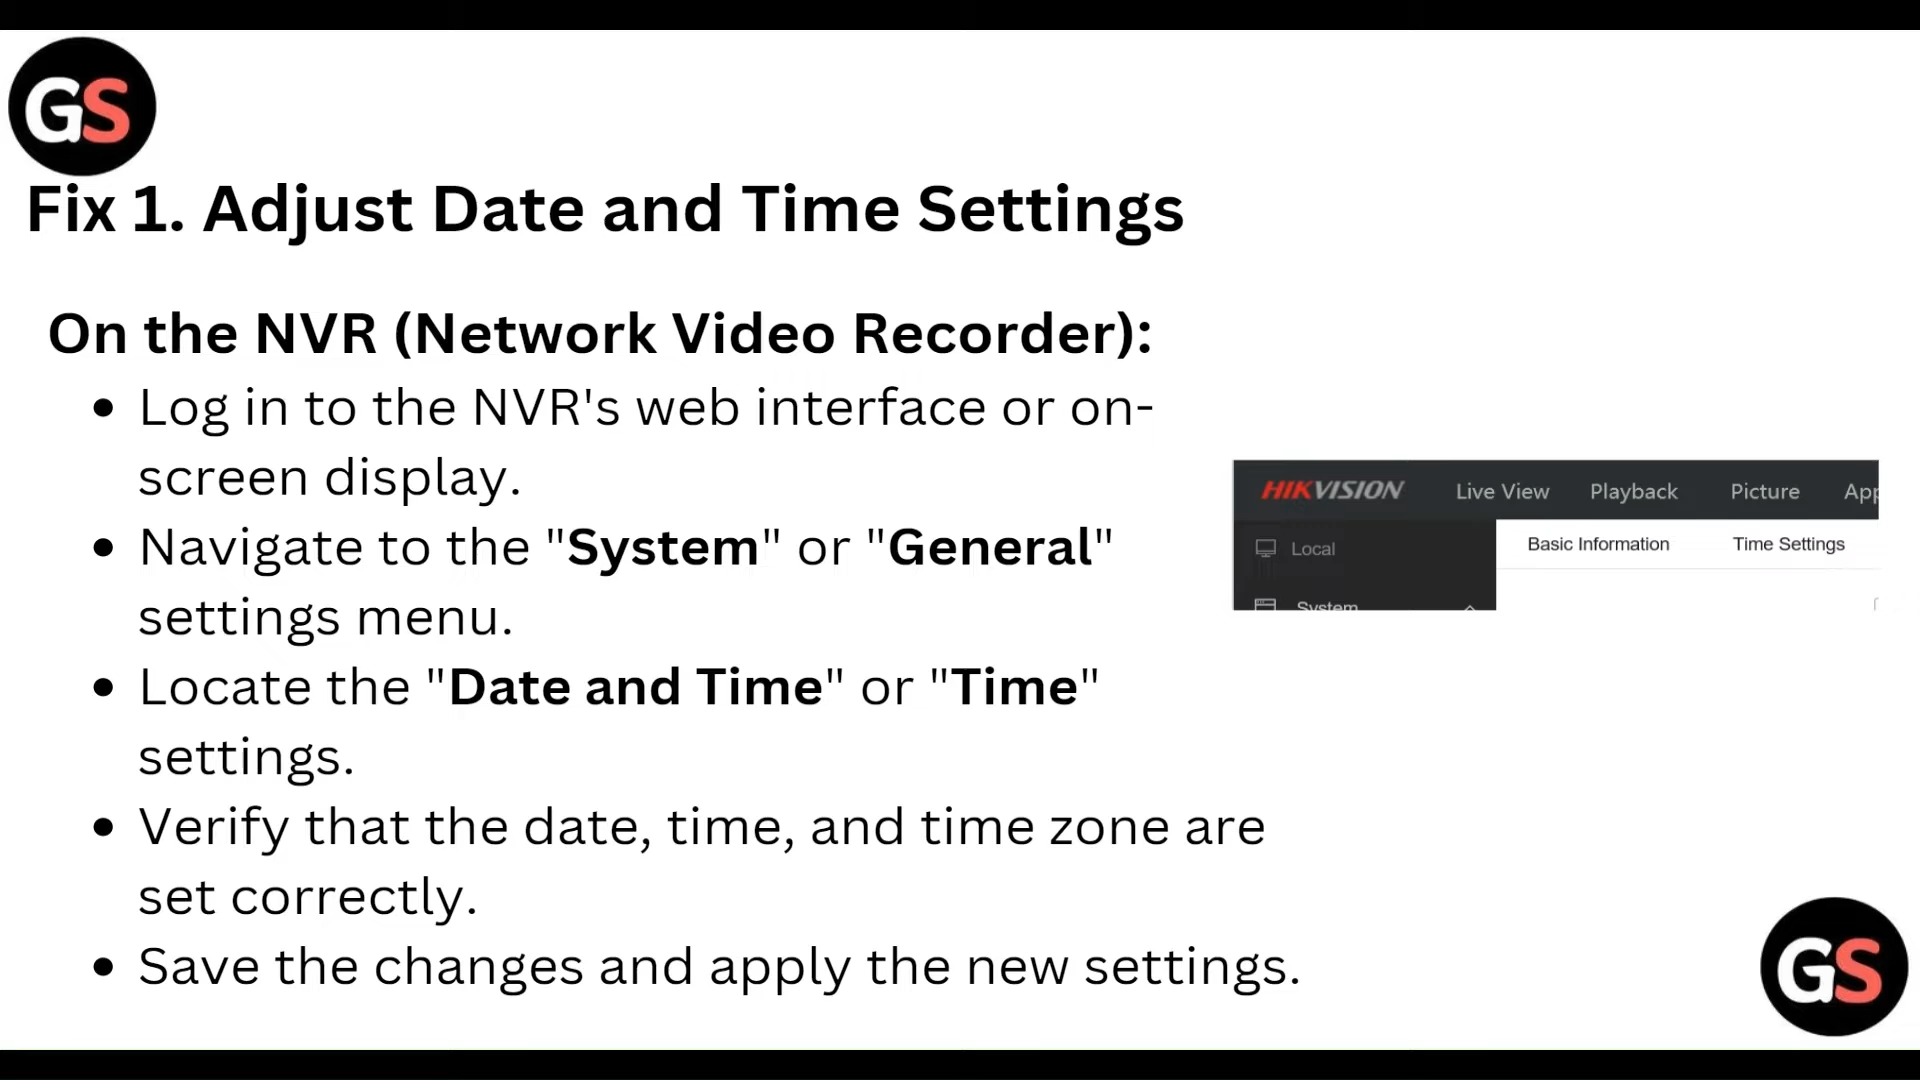 GS
Fix 1. Adjust Date and Time Settings
On the NVR (Network Video Recorder):
• Log in to the NVR's web interface or on-
screen display.
• Navigate to the "System" or "General"
settings menu.
• Locate the "Date and Time" or "Time"
settings.
• Verify that the date, time, and time zone are
set correctly.
• Save the changes and apply the new settings.
HIKVISION Live View Playback Picture App
Local Basic Information Time Settings
System
GS